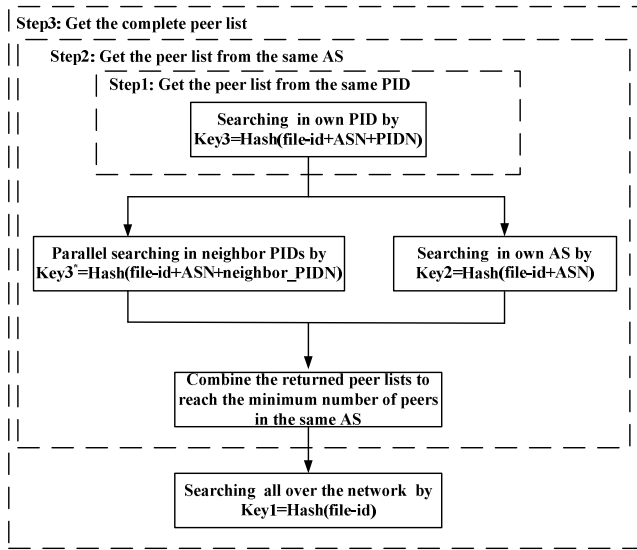 Step3: Get the complete peer list
Step2: Get the peer list from the same AS
Step1: Get the peer list from the same PID
Searching in own PID by
Key3=Hash(file-id+ASN+PIDN)
Parallel searching in neighbor PIDs by
Key3*=Hash(file-id+ASN+neighbor_PIDN)
Searching in own AS by
Key2=Hash(file-id+ASN)
Combine the returned peer lists to
reach the minimum number of peers
in the same AS
Searching all over the network by
Key1=Hash(file-id)